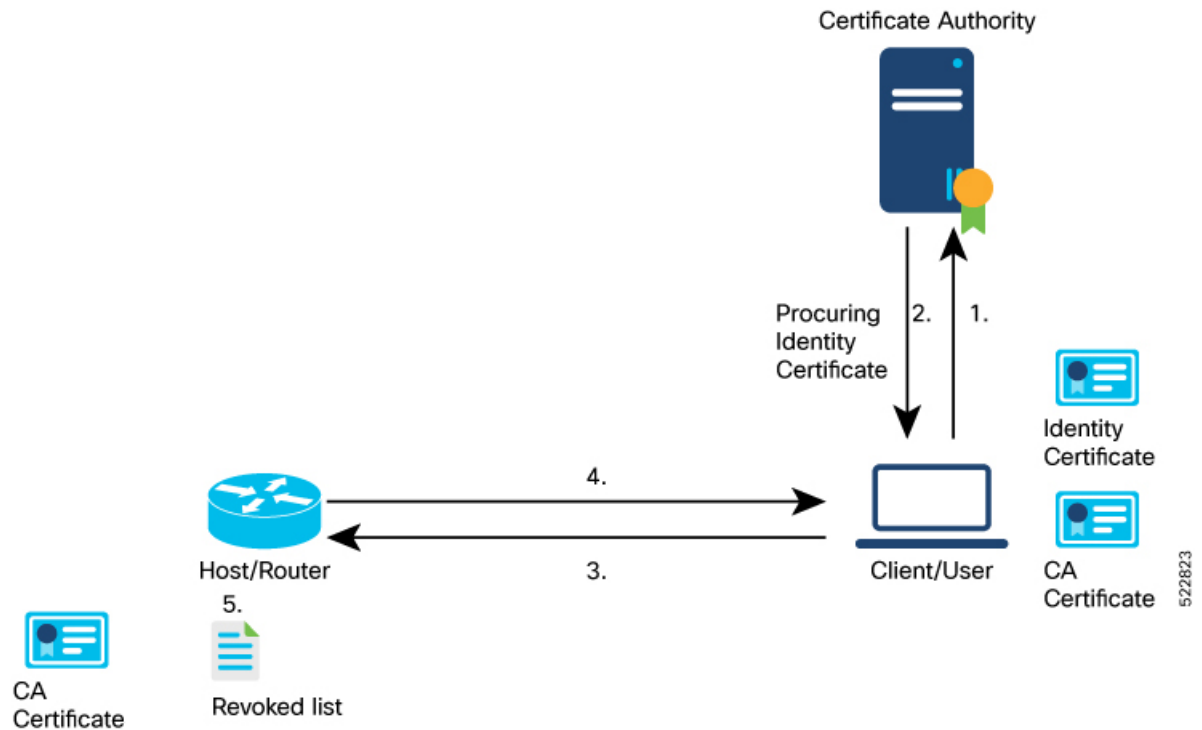 Certificate Authority
Procuring
Identity
Certificate
2.
1.
Identity
Certificate
4.
Host/Router
3.
Client/User
CA
Certificate
522823
5.
CA
Certificate
Revoked list